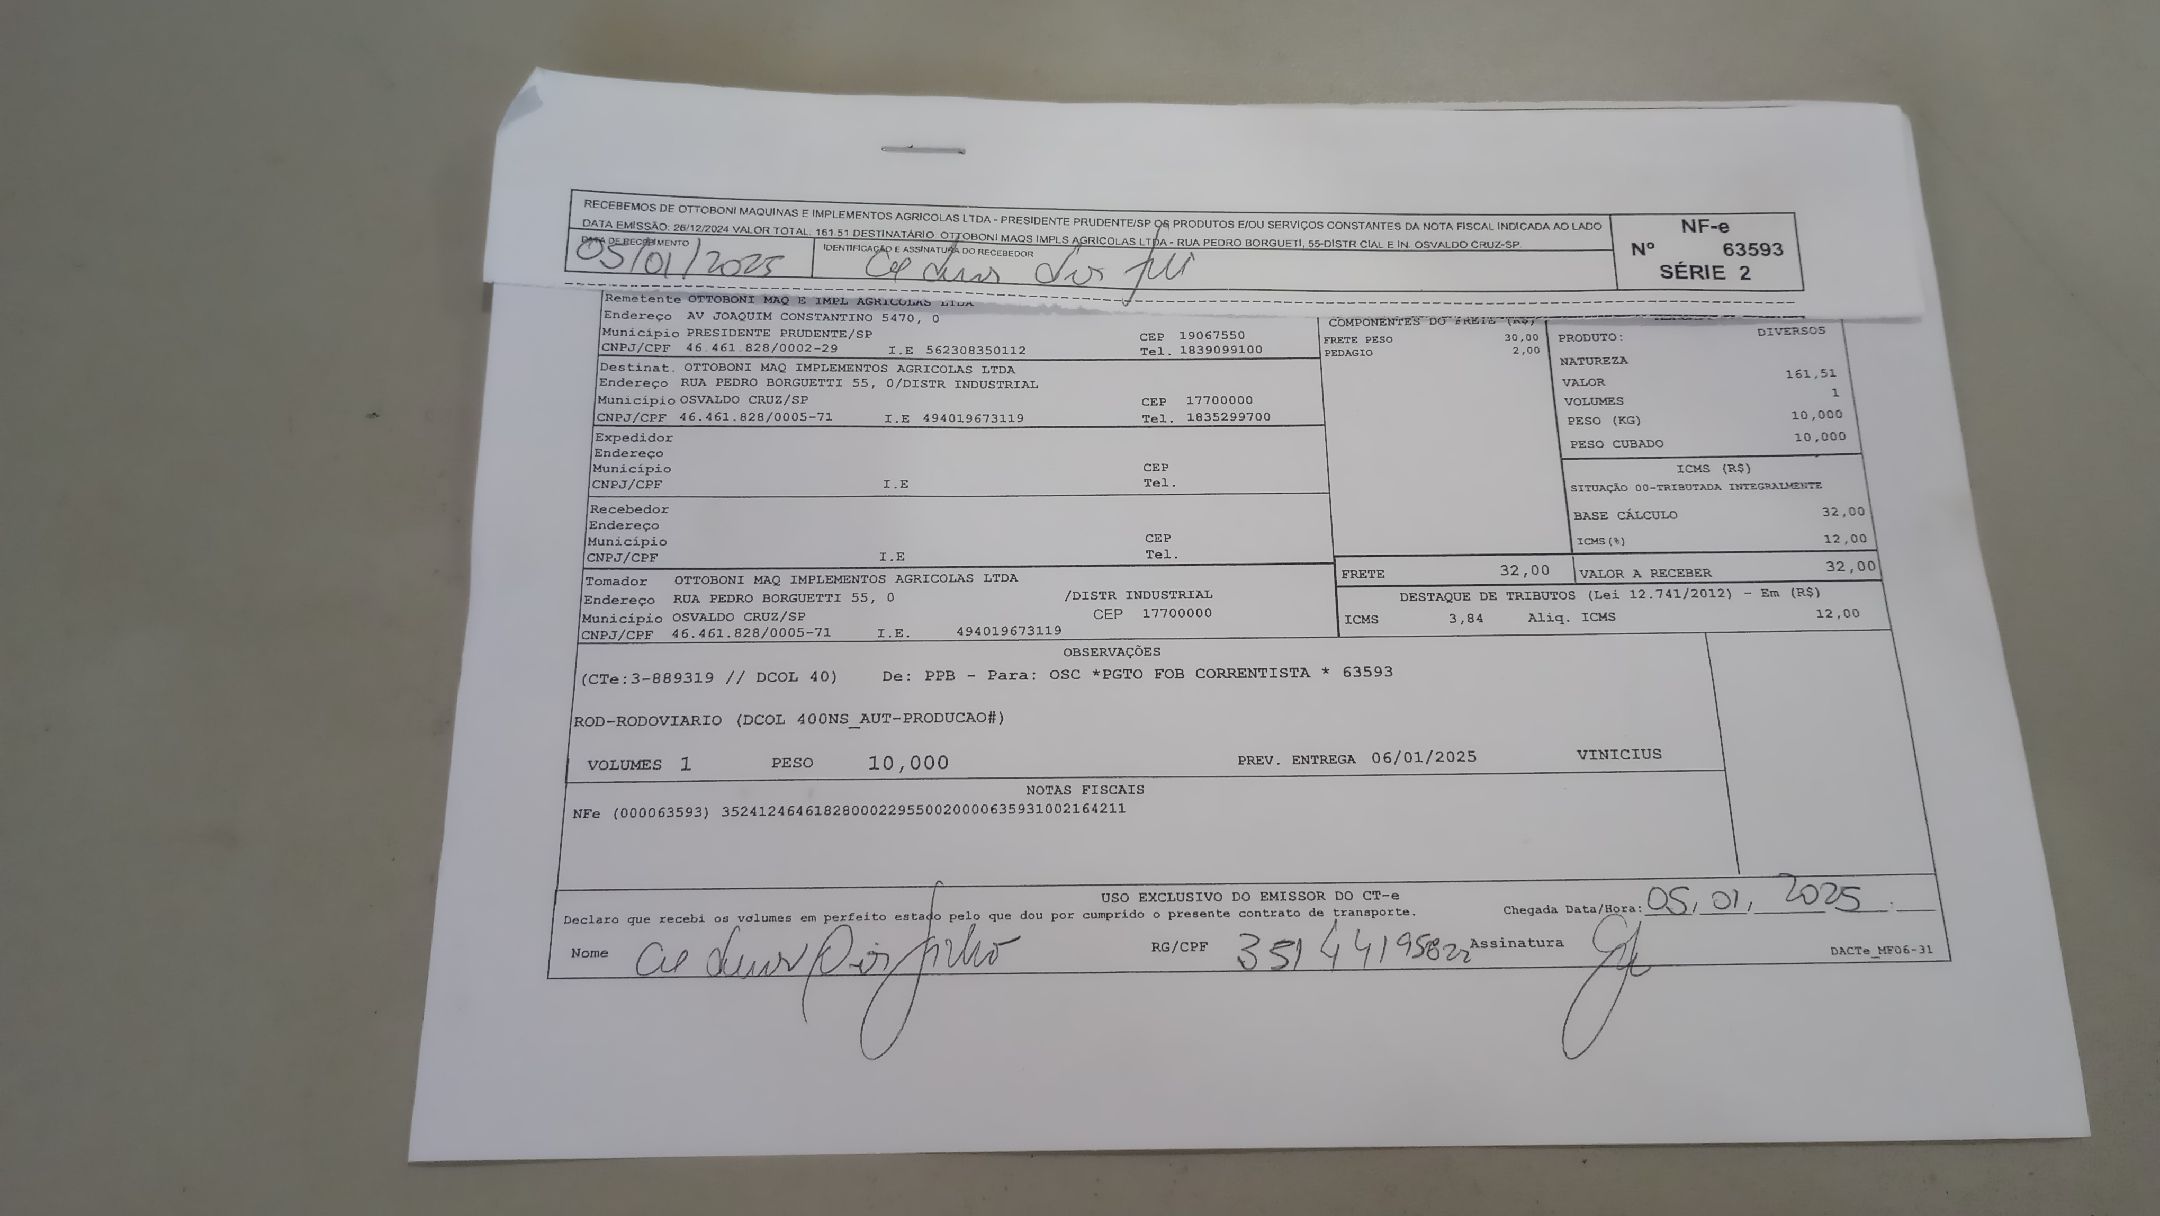 RECEBEMOS DE OTTOBONI MAQUINAS E IMPLEMENTOS AGRICOLAS LTDA - PRESIDENTE PRUDENTE/SP OS PRODUTOS E/OU SERVIÇOS CONSTANTES DA NOTA FISCAL INDICADA AO LADO
DATA EMISSÃO: 26/12/2024 VALOR TOTAL: 161.51 DESTINATÁRIO: OTTOBONI MAQS IMPLS AGRICOLAS LTDA - RUA PEDRO BORGUETI, 55-DISTR CIAL E IN. OSVALDO CRUZ-SP.
DATA DE RECEBIMENTO IDENTIFICAÇÃO E ASSINATURA DO RECEBEDOR
05/01/2025
NF-e
Nº 63593
SÉRIE 2
Remetente OTTOBONI MAQ E IMPL AGRICOLAS LTDA
Endereço AV JOAQUIM CONSTANTINO 5470, 0
Município PRESIDENTE PRUDENTE/SP CEP 19067550
CNPJ/CPF 46.461.828/0002-29 I.E 562308350112 Tel. 1839099100
Destinat. OTTOBONI MAQ IMPLEMENTOS AGRICOLAS LTDA
Endereço RUA PEDRO BORGUETTI 55, 0/DISTR INDUSTRIAL
Município OSVALDO CRUZ/SP CEP 17700000
CNPJ/CPF 46.461.828/0005-71 I.E 494019673119 Tel. 1835299700
Expedidor
Endereço
Município CEP
CNPJ/CPF I.E Tel.
Recebedor
Endereço
Município CEP
CNPJ/CPF I.E Tel.
Tomador OTTOBONI MAQ IMPLEMENTOS AGRICOLAS LTDA
Endereço RUA PEDRO BORGUETTI 55, 0 /DISTR INDUSTRIAL
Município OSVALDO CRUZ/SP CEP 17700000
CNPJ/CPF 46.461.828/0005-71 I.E. 494019673119
COMPONENTES DO FRETE (R$)
FRETE PESO 30,00
PEDAGIO 2,00
PRODUTO: DIVERSOS
NATUREZA
VALOR 161,51
VOLUMES 1
PESO (KG) 10,000
PESO CUBADO 10,000
ICMS (R$)
SITUAÇÃO 00-TRIBUTADA INTEGRALMENTE
BASE CÁLCULO 32,00
ICMS(%) 12,00
FRETE 32,00 VALOR A RECEBER 32,00
DESTAQUE DE TRIBUTOS (Lei 12.741/2012) - Em (R$)
ICMS 3,84 Aliq. ICMS 12,00
OBSERVAÇÕES
(CTe:3-889319 // DCOL 40) De: PPB - Para: OSC *PGTO FOB CORRENTISTA * 63593
ROD-RODOVIARIO (DCOL 400NS_AUT-PRODUCAO#)
VOLUMES 1 PESO 10,000 PREV. ENTREGA 06/01/2025 VINICIUS
NOTAS FISCAIS
NFe (000063593) 35241246461828000229550020000635931002164211
USO EXCLUSIVO DO EMISSOR DO CT-e
Declaro que recebi os volumes em perfeito estado pelo que dou por cumprido o presente contrato de transporte. Chegada Data/Hora: 05, 01, 2025 :
Nome filho RG/CPF 35144195822 Assinatura
DACTe_MF06-31